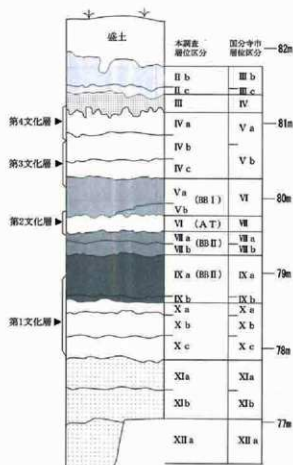 盛土
本調査 国分寺市
層位区分 層位区分
82m
Ⅱb Ⅲb
Ⅱc Ⅲc
Ⅲ Ⅳ
第4文化層 Ⅳa Ⅴa 81m
Ⅳb
第3文化層 Ⅳc Ⅴb
Ⅴa (BBⅠ) Ⅵ 80m
Ⅴb
第2文化層 Ⅵ (AT) Ⅶ
Ⅶa (BBⅡ) Ⅶa
Ⅶb Ⅶb
Ⅸa (BBⅡ) Ⅸa 79m
Ⅸb Ⅸb
第1文化層 Ⅹa Ⅹa
Ⅹb Ⅹb
Ⅹc Ⅹc 78m
Ⅺa Ⅺa
Ⅺb Ⅺb
77m
Ⅻa Ⅻa